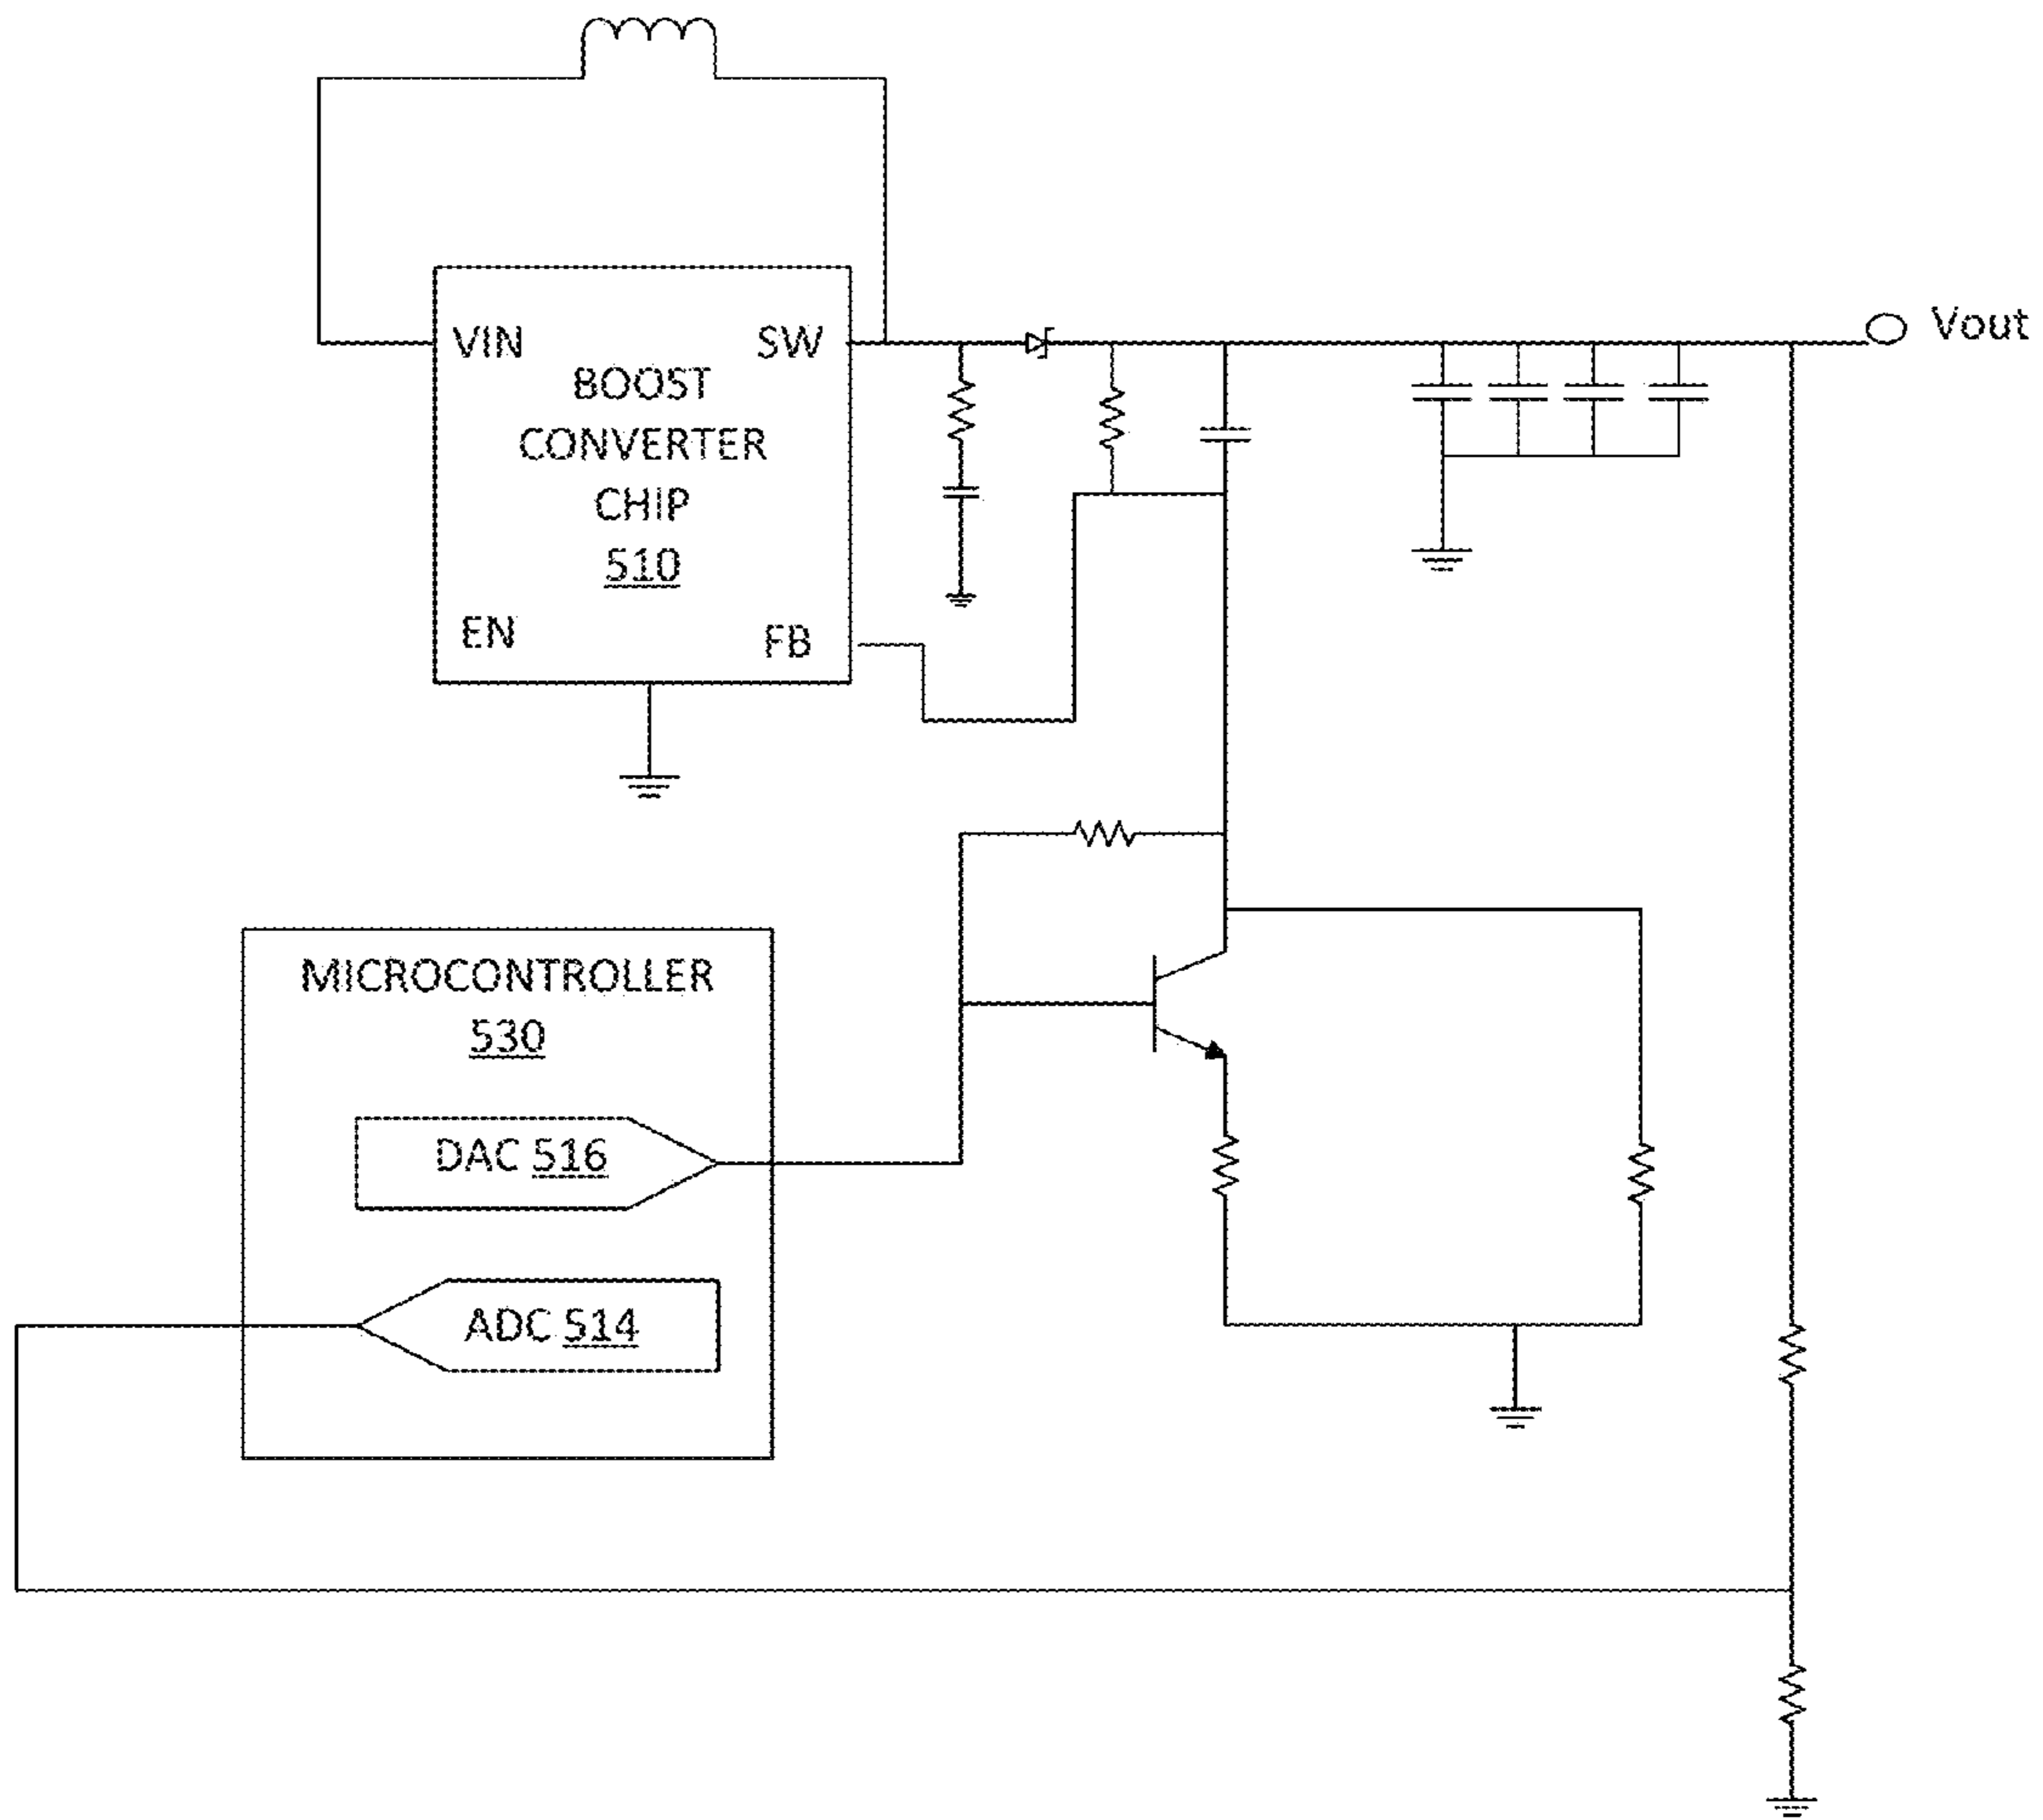 Vout
VIN
SW
BOOST
CONVERTER
CHIP
510
EN
FB
MICROCONTROLLER
530
DAC 516
ADC 514